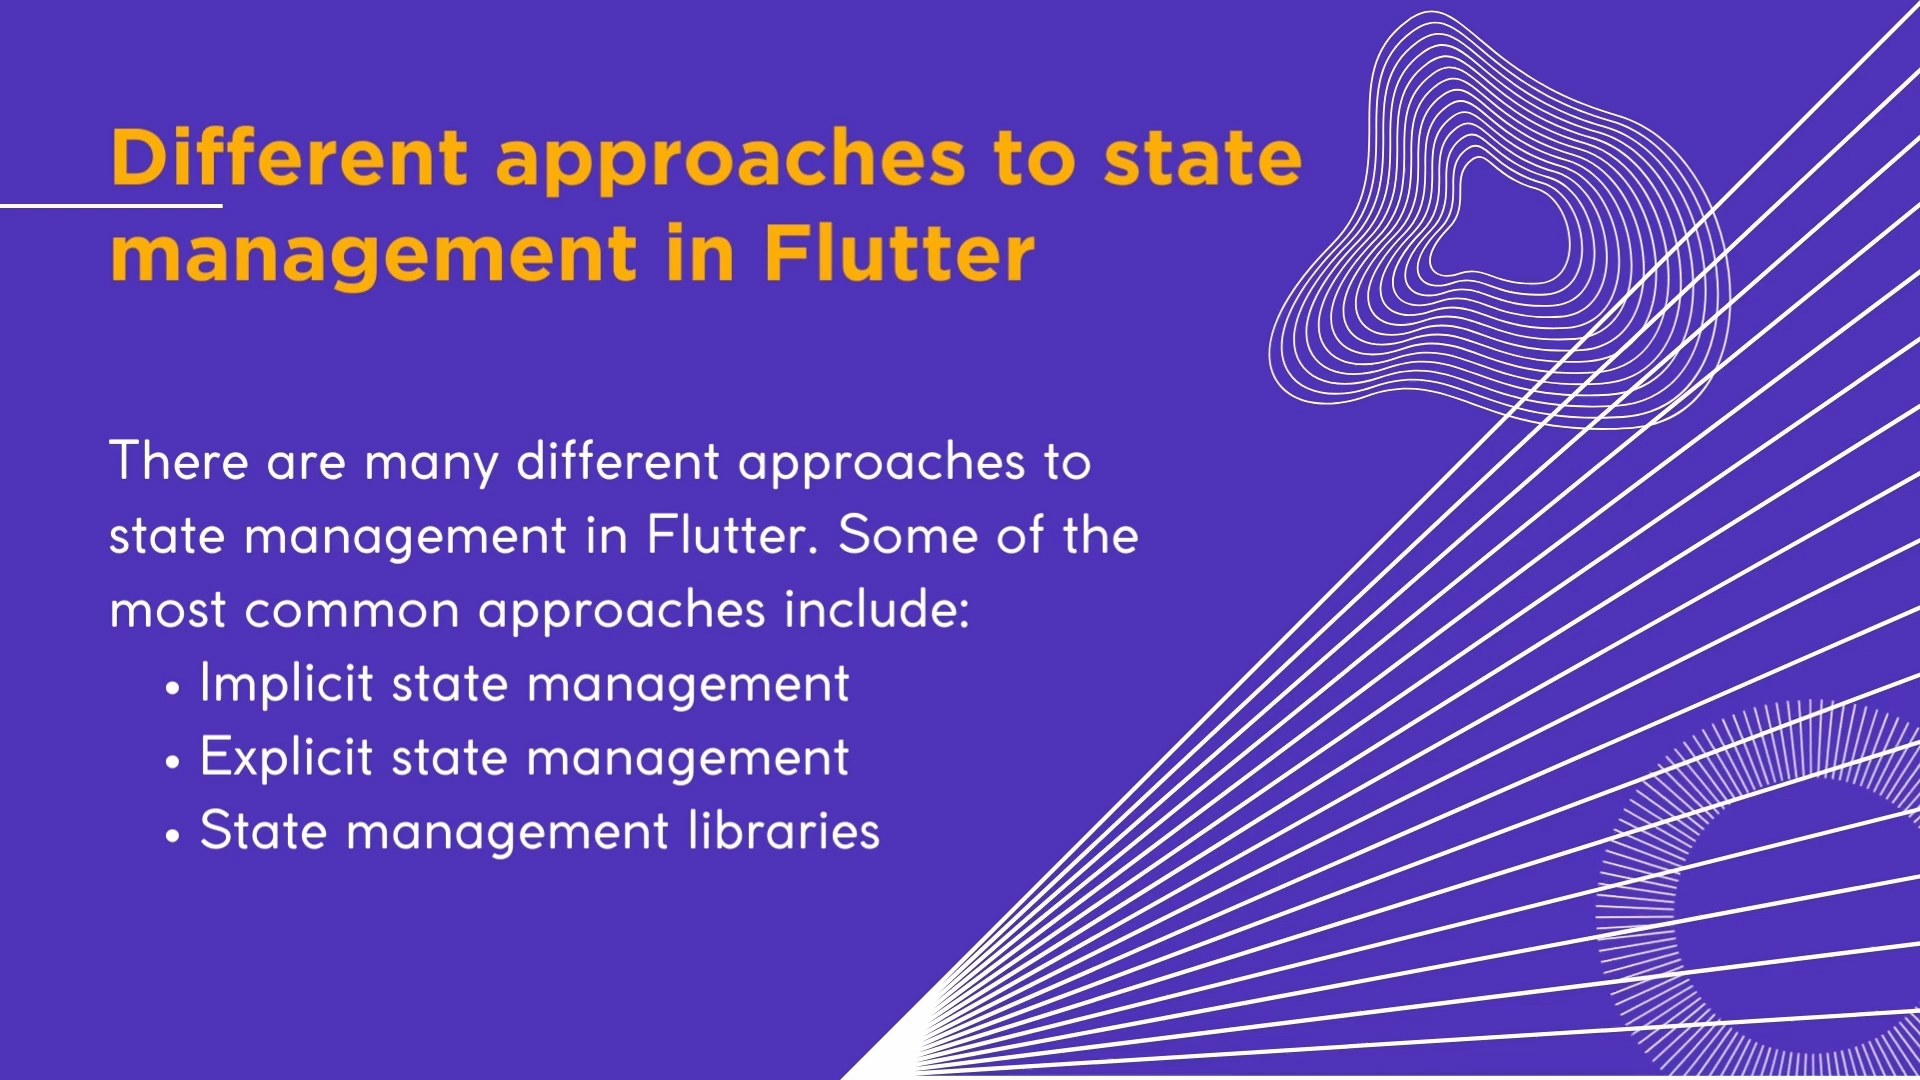 Different approaches to state
management in Flutter
There are many different approaches to
state management in Flutter. Some of the
most common approaches include:
• Implicit state management
• Explicit state management
• State management libraries